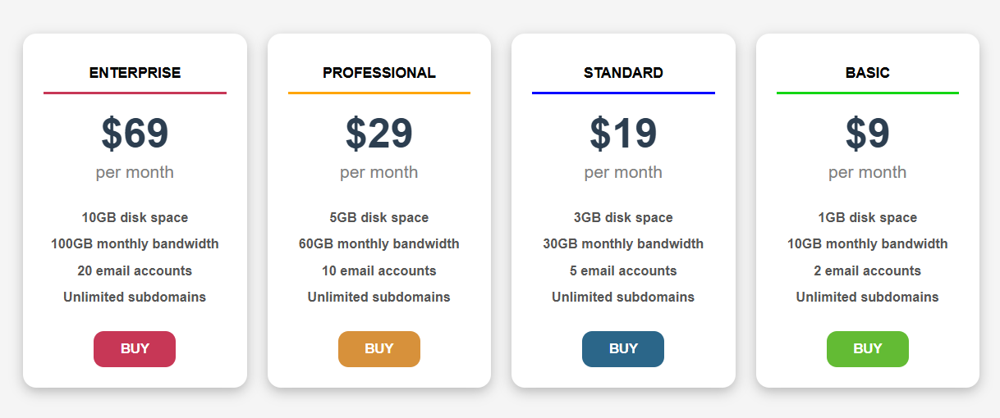 ENTERPRISE
$69
per month
10GB disk space
100GB monthly bandwidth
20 email accounts
Unlimited subdomains
BUY
PROFESSIONAL
$29
per month
5GB disk space
60GB monthly bandwidth
10 email accounts
Unlimited subdomains
BUY
STANDARD
$19
per month
3GB disk space
30GB monthly bandwidth
5 email accounts
Unlimited subdomains
BUY
BASIC
$9
per month
1GB disk space
10GB monthly bandwidth
2 email accounts
Unlimited subdomains
BUY